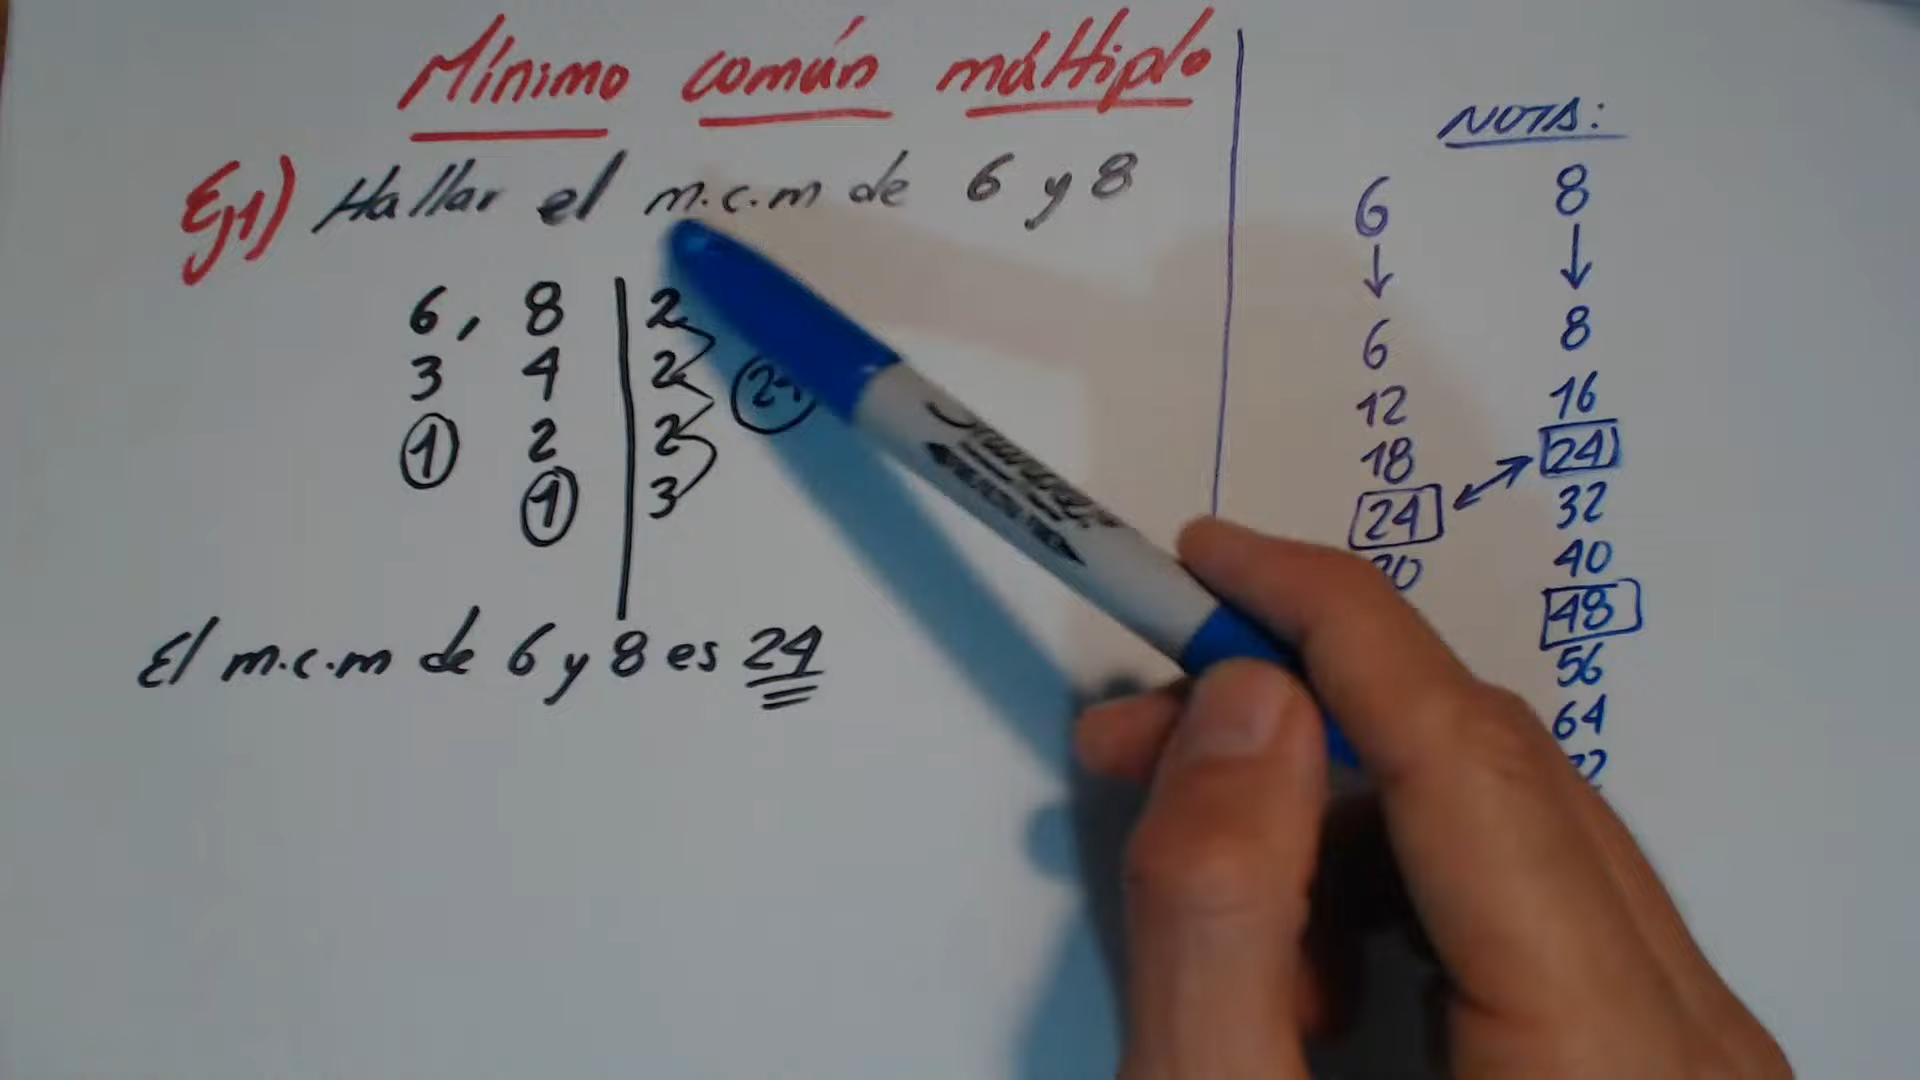 Mínimo común múltiplo
Ej1) Hallar el m.c.m de 6 y 8
6, 8 2
3 4 2
1 2 2
1 3
El m.c.m de 6 y 8 es 24
NOTA:
6 8
6 8
12 16
18 24
24 32
40
48
56
64